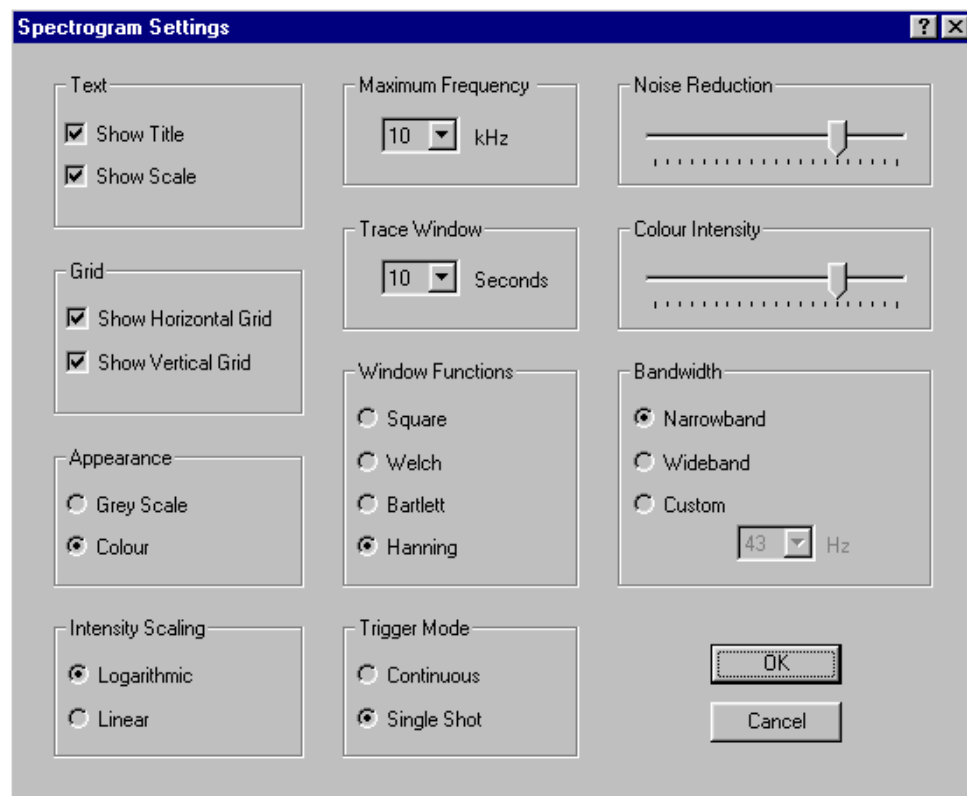 Spectrogram Settings
Text
Show Title
Show Scale
Grid
Show Horizontal Grid
Show Vertical Grid
Appearance
Grey Scale
Colour
Intensity Scaling
Logarithmic
Linear
Maximum Frequency
10 kHz
Trace Window
10 Seconds
Window Functions
Square
Welch
Bartlett
Hanning
Trigger Mode
Continuous
Single Shot
Noise Reduction
Colour Intensity
Bandwidth
Narrowband
Wideband
Custom
43 Hz
OK
Cancel